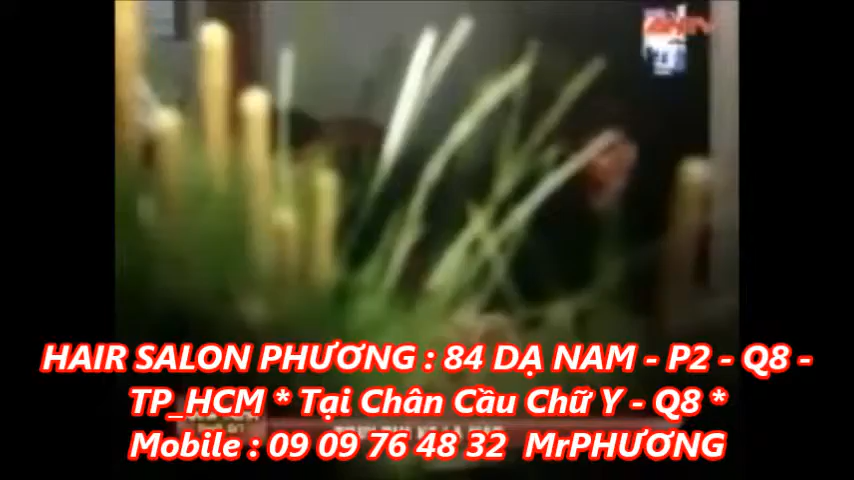 ANTV
HAIR SALON PHƯƠNG : 84 DẠ NAM - P2 - Q8 -
TP_HCM * Tại Chân Cầu Chữ Y - Q8 *
Mobile : 09 09 76 48 32 MrPHƯƠNG